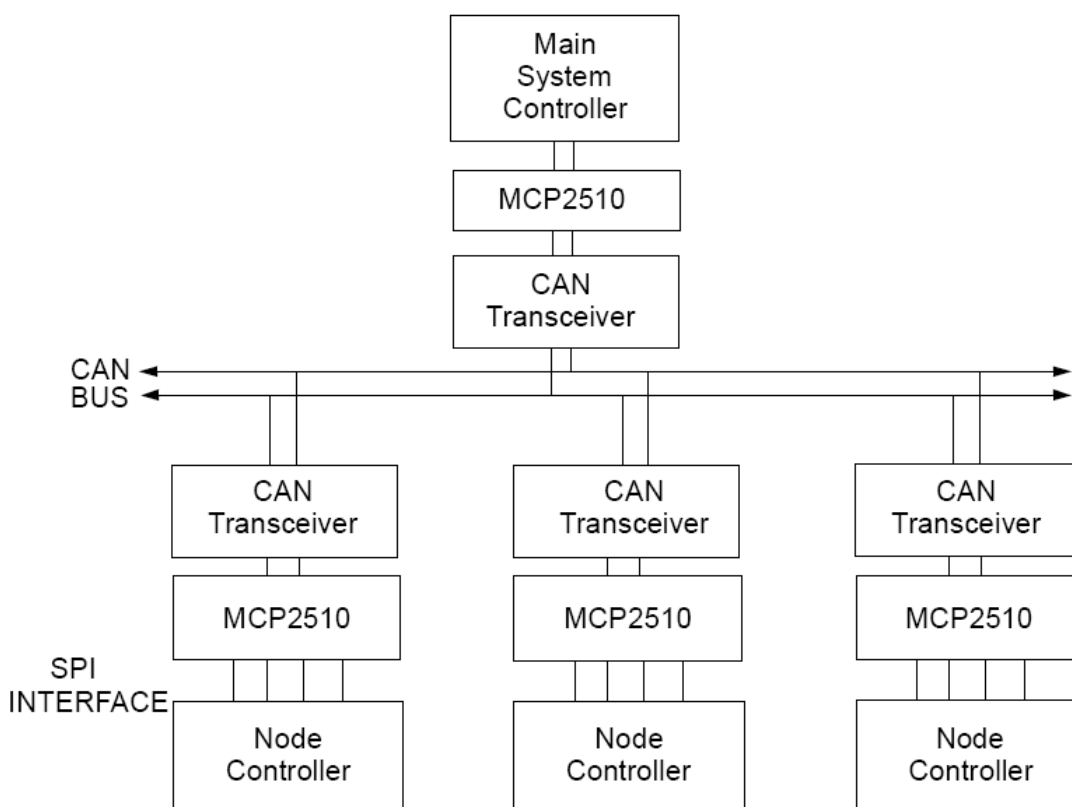 Main
System
Controller
MCP2510
CAN
Transceiver
CAN
BUS
CAN
Transceiver
CAN
Transceiver
CAN
Transceiver
MCP2510
MCP2510
MCP2510
SPI
INTERFACE
Node
Controller
Node
Controller
Node
Controller